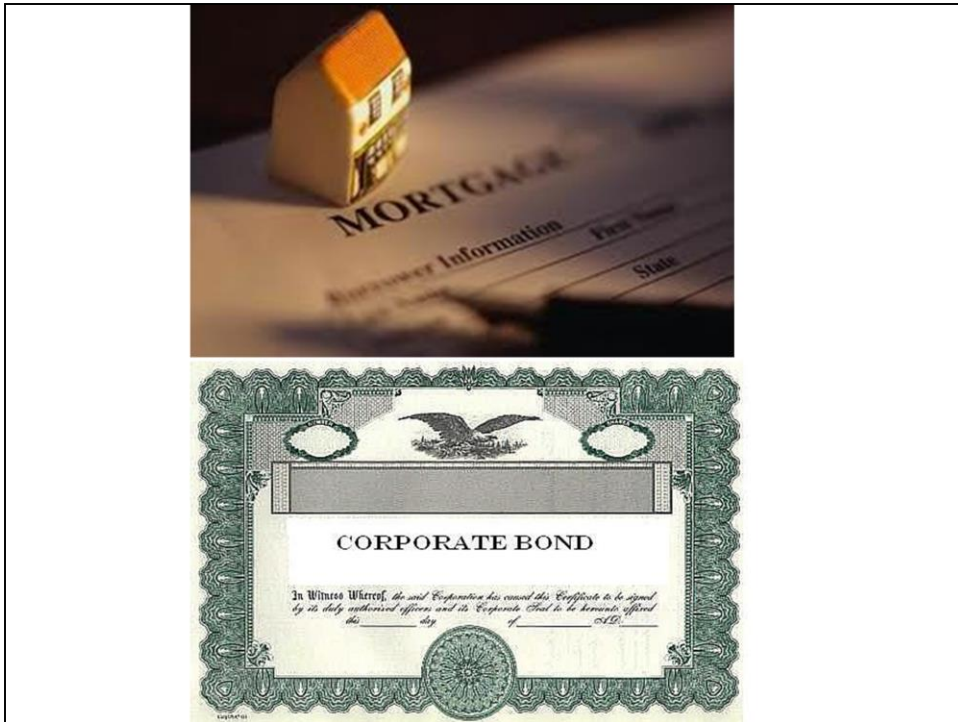 MORTGAGE
Borrower Information
First Name
State
Name
CORPORATE BOND
In Witness Whereof, the said Corporation has caused this Certificate to be signed
by its duly authorized officers and its Corporate Seal to be hereunto affixed
this day of A.D.